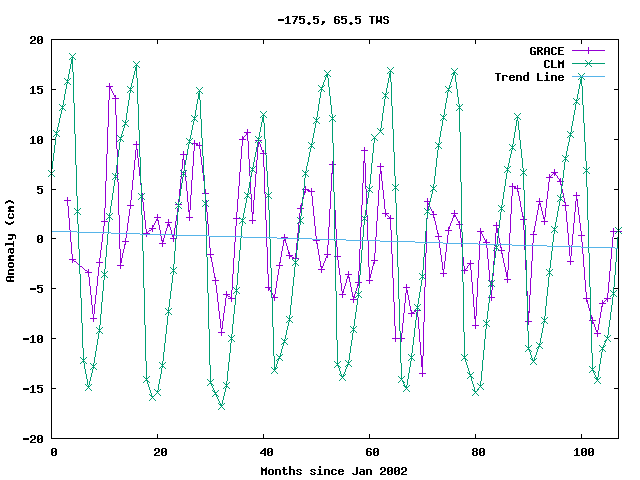 -175.5, 65.5 TWS
GRACE
CLM
Trend Line
20
15
10
5
0
-5
-10
-15
-20
Anomaly (cm)
0 20 40 60 80 100
Months since Jan 2002